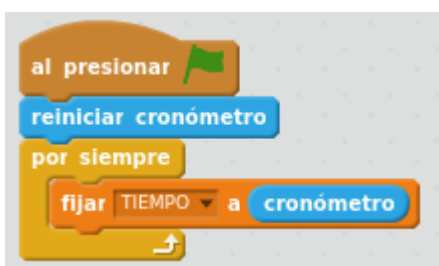 al presionar
reiniciar cronómetro
por siempre
fijar TIEMPO a cronómetro